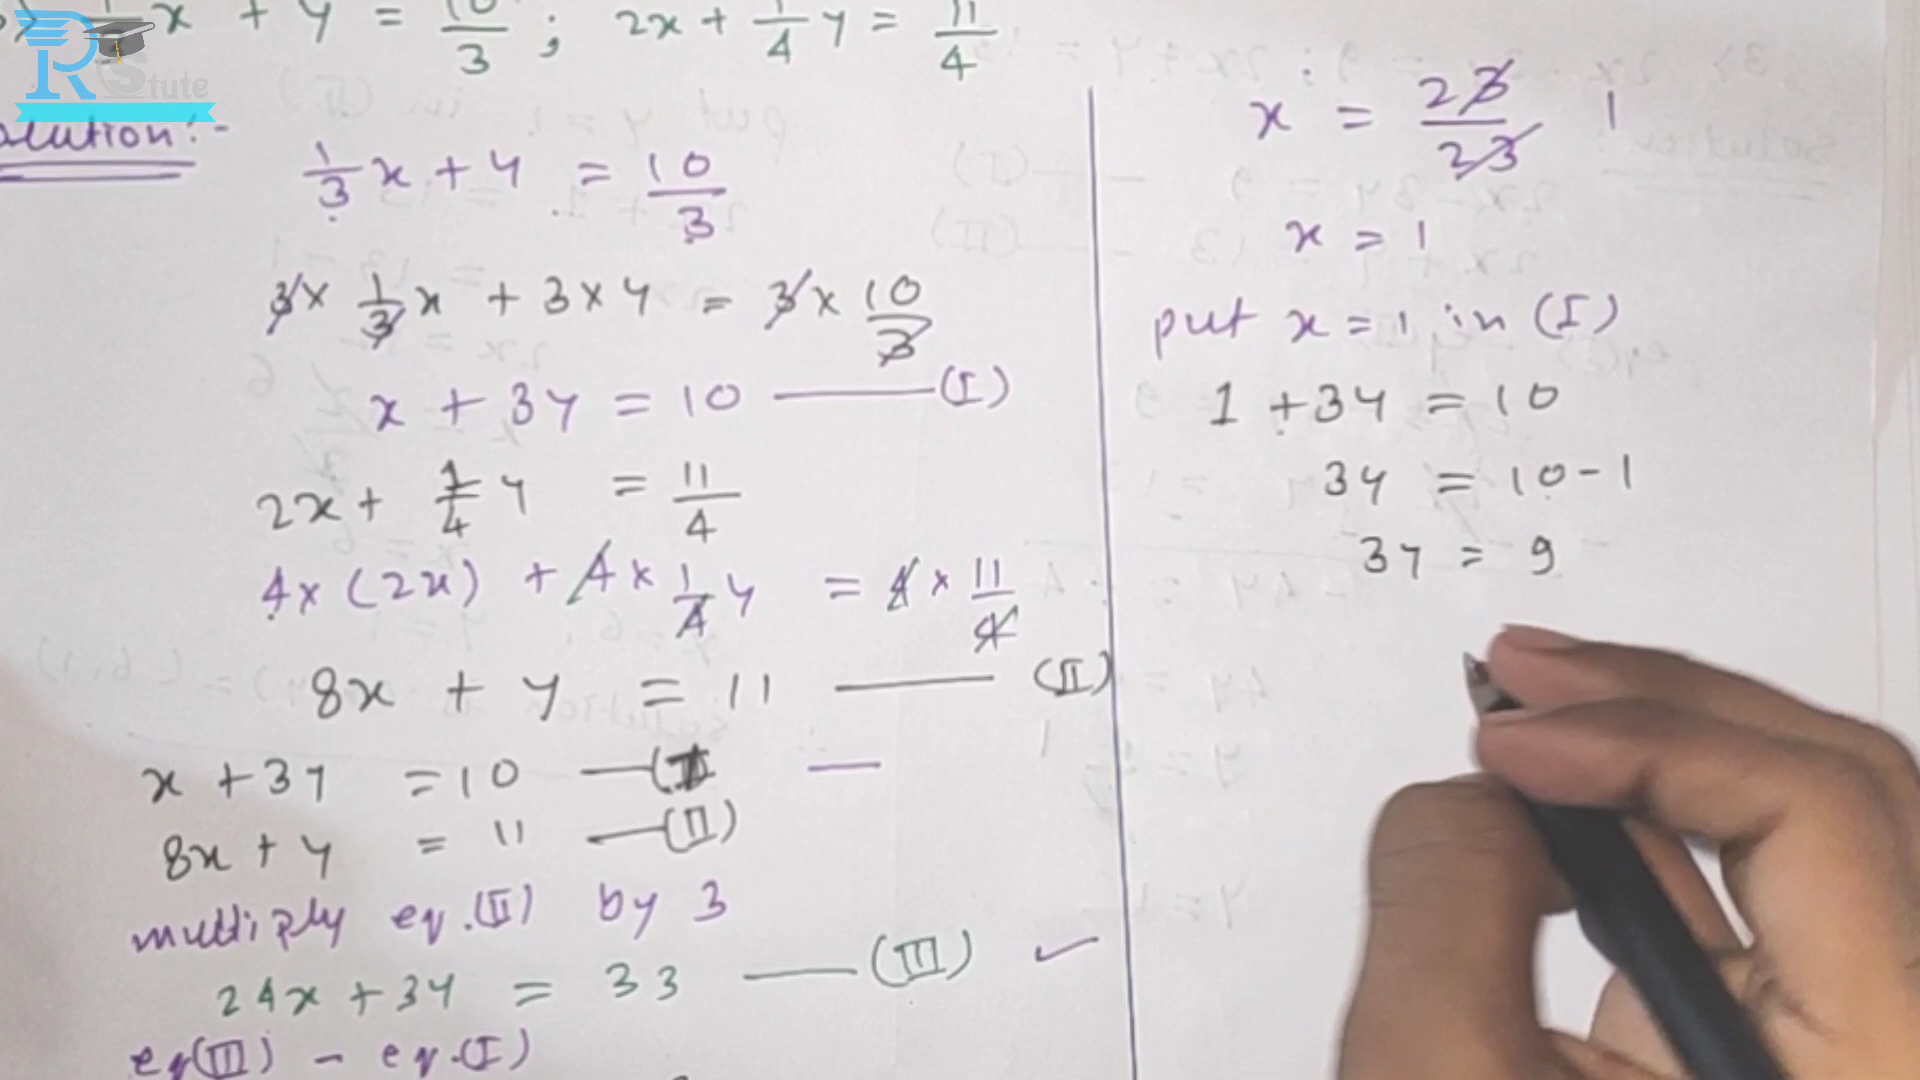 1/3 x + y = 10/3 ; 2x + 1/4 y = 11/4
RStute
olution:-
1/3 x + y = 10/3
3 × 1/3 x + 3 × y = 3 × 10/3
x + 3y = 10 —— (I)
2x + 1/4 y = 11/4
4 × (2x) + 4 × 1/4 y = 4 × 11/4
8x + y = 11 —— (II)
x + 3y = 10 — (I)
8x + y = 11 — (II)
multiply eq.(II) by 3
24x + 3y = 33 —— (III) ✓
eq(III) - eq.(I)
x = 23/23 1
x = 1
put x = 1 in (I)
1 + 3y = 10
3y = 10 - 1
3y = 9